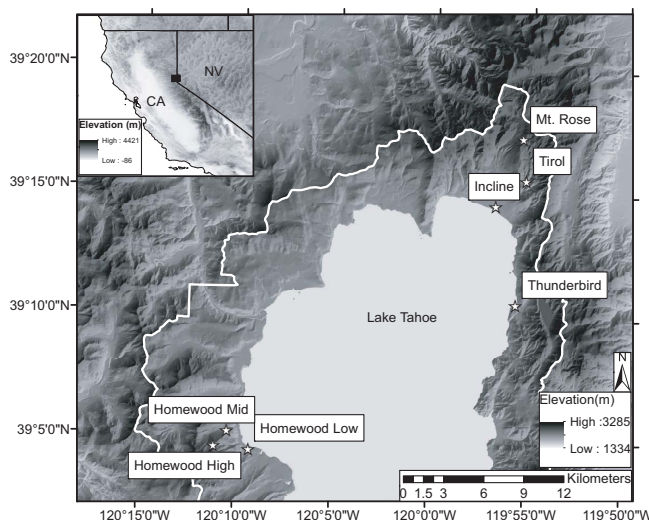 39°20'0"N
39°15'0"N
39°10'0"N
39°5'0"N
NV
CA
Elevation (m)
High : 4421
Low : -86
Mt. Rose
Tirol
Incline
Thunderbird
Lake Tahoe
Homewood Mid
Homewood Low
Homewood High
N
Elevation(m)
High :3285
Low : 1334
Kilometers
0 1.5 3 6 9 12
120°15'0"W 120°10'0"W 120°5'0"W 120°0'0"W 119°55'0"W 119°50'0"W